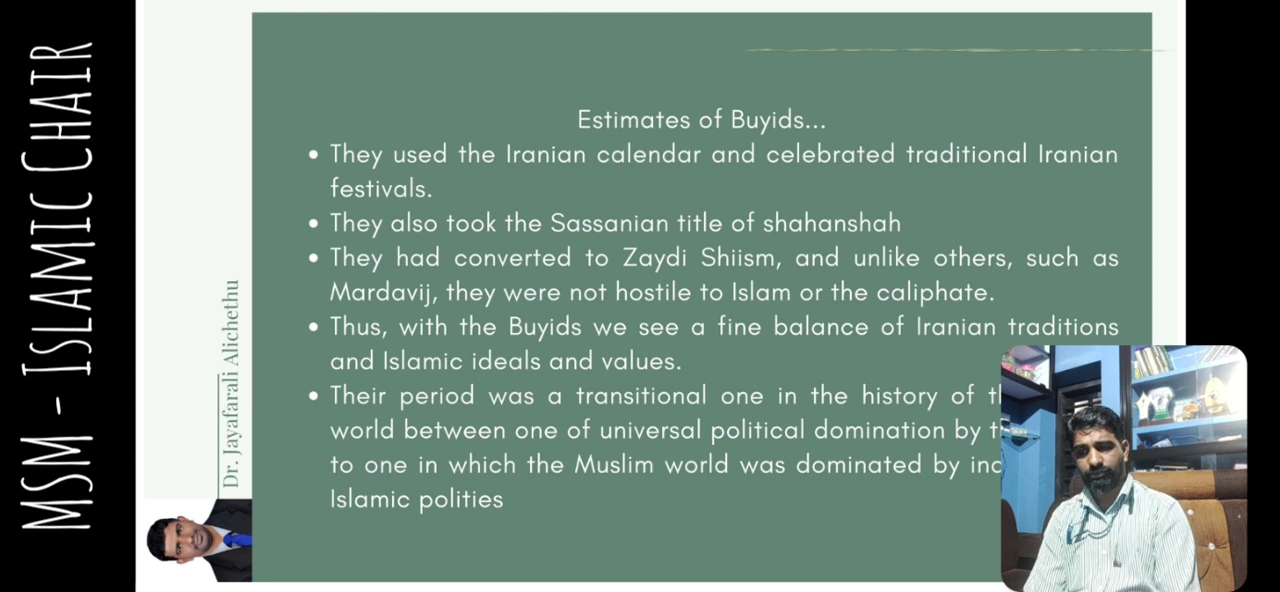 MSM - ISLAMIC CHAIR
Dr. Jayafarali Alichethu
Estimates of Buyids...
• They used the Iranian calendar and celebrated traditional Iranian
festivals.
• They also took the Sassanian title of shahanshah
• They had converted to Zaydi Shiism, and unlike others, such as
Mardavij, they were not hostile to Islam or the caliphate.
• Thus, with the Buyids we see a fine balance of Iranian traditions
and Islamic ideals and values.
• Their period was a transitional one in the history of
world between one of universal political domination by
to one in which the Muslim world was dominated by
Islamic polities